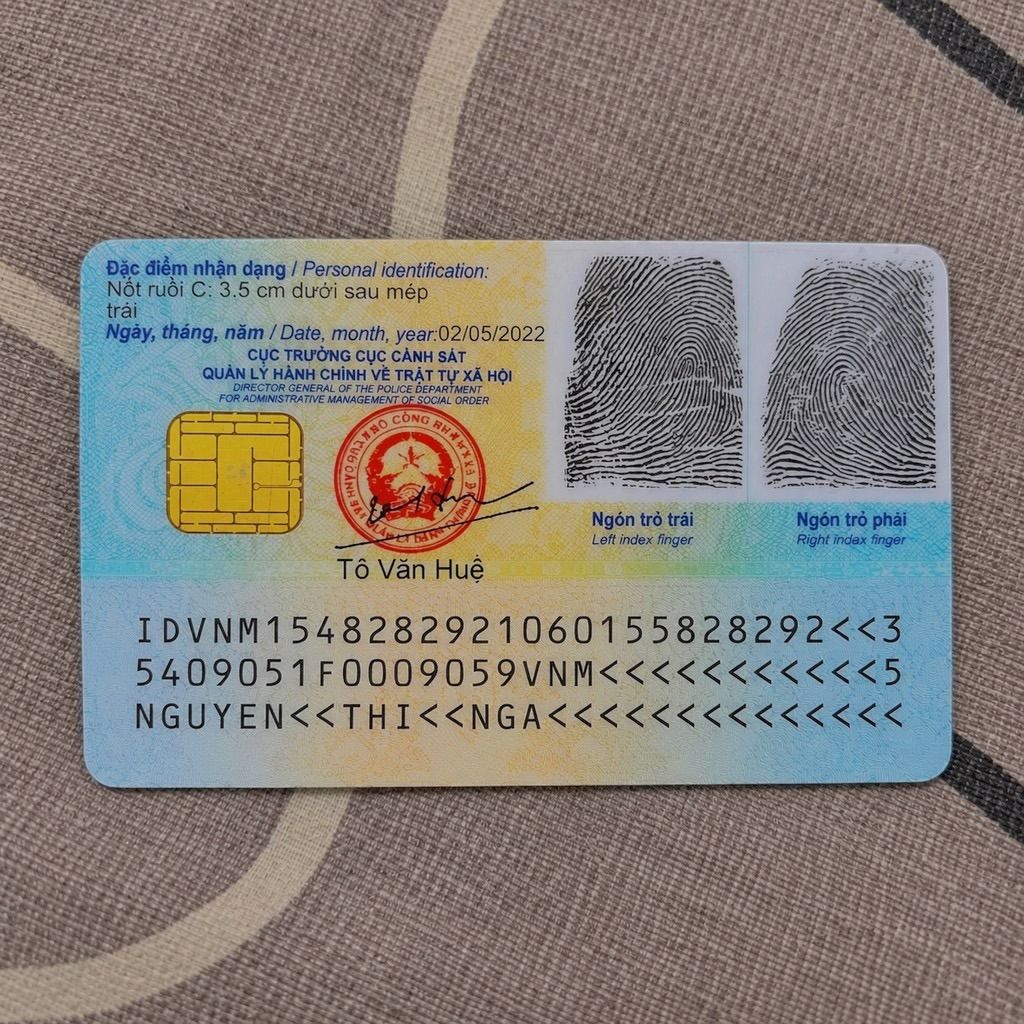 Đặc điểm nhận dạng / Personal identification:
Nốt ruồi C: 3.5 cm dưới sau mép
trái
Ngày, tháng, năm / Date, month, year:02/05/2022
CỤC TRƯỞNG CỤC CẢNH SÁT
QUẢN LÝ HÀNH CHÍNH VỀ TRẬT TỰ XÃ HỘI
DIRECTOR GENERAL OF THE POLICE DEPARTMENT
FOR ADMINISTRATIVE MANAGEMENT OF SOCIAL ORDER
Tô Văn Huệ
Ngón trỏ trái
Left index finger
Ngón trỏ phải
Right index finger
IDVNM1548282921060155828292<<3
5409051F0009059VNM<<<<<<<<<<<5
NGUYEN<<THI<<NGA<<<<<<<<<<<<<<